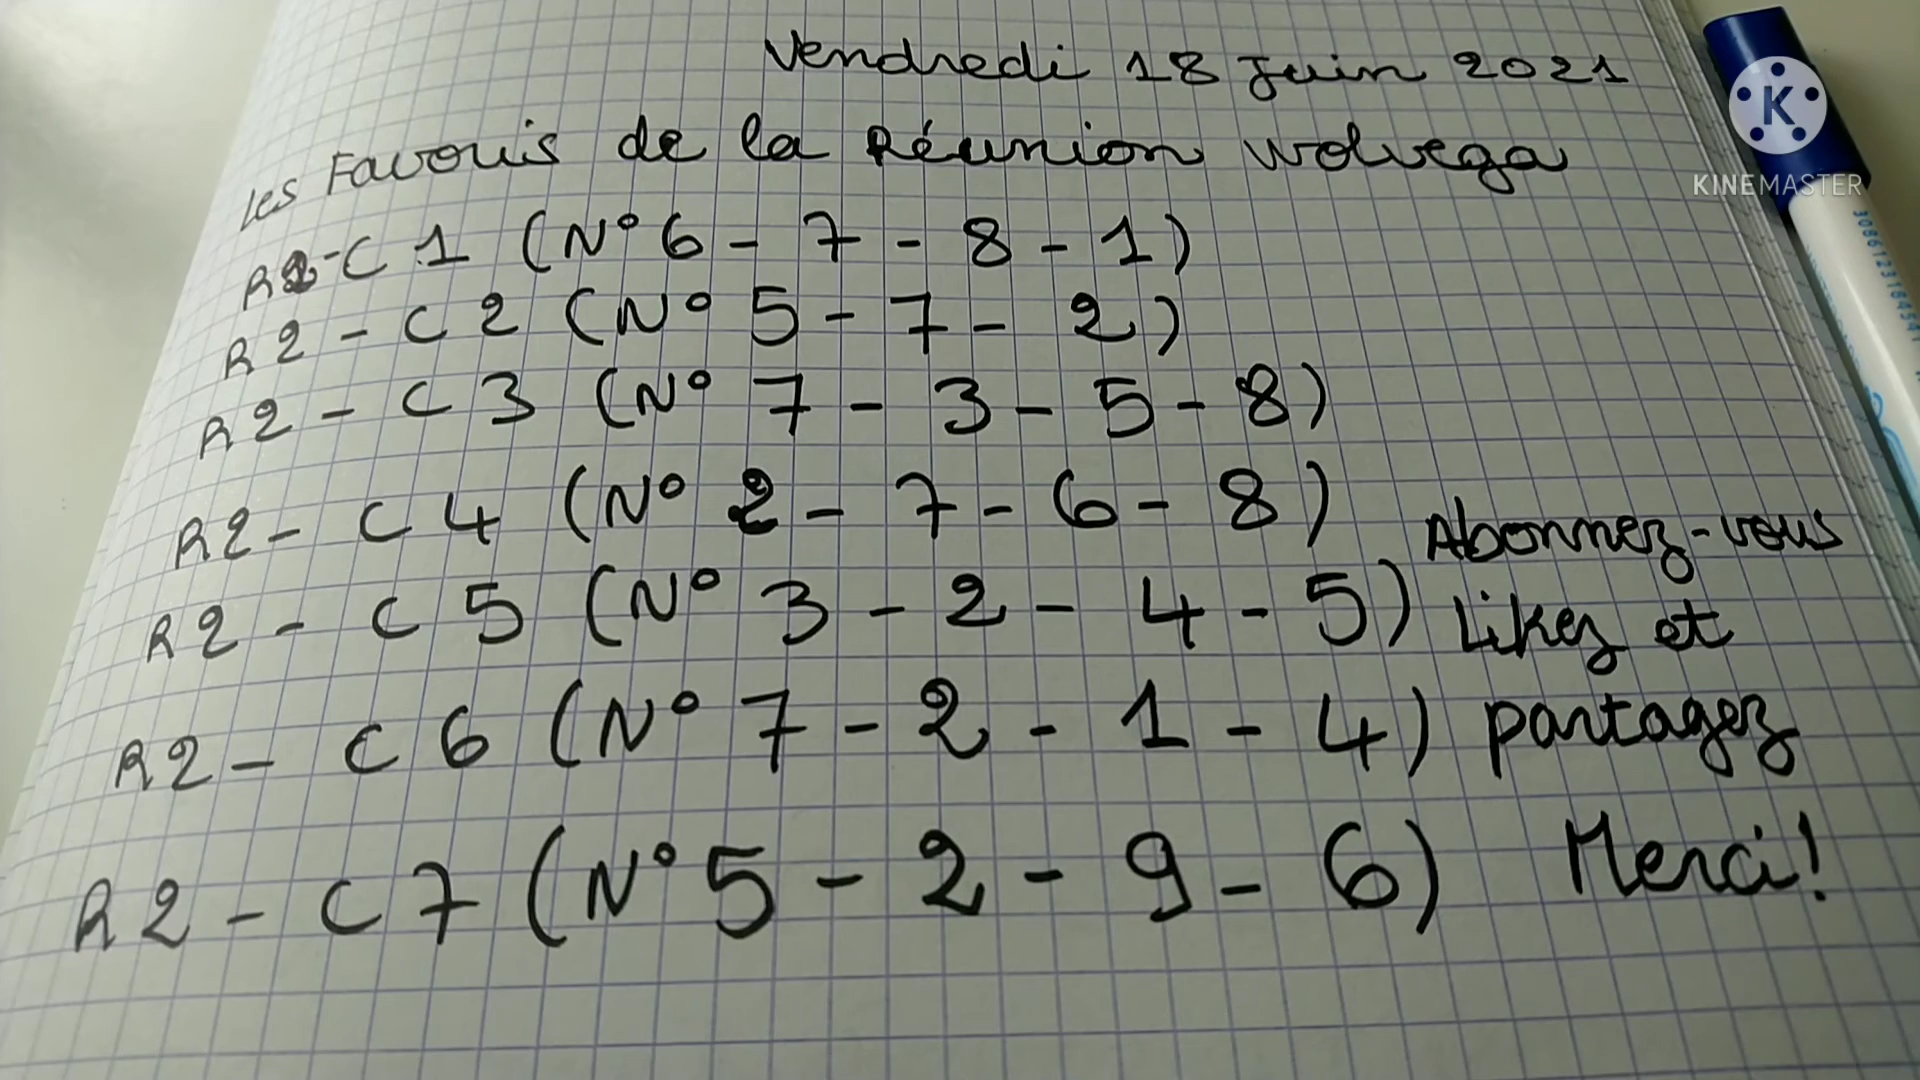 Vendredi 18 Juin 2021
Les Favoris de la Réunion Wolvega
R2-C1 (N° 6 - 7 - 8 - 1)
R2 - C2 (N° 5 - 7 - 2)
R2 - C3 (N° 7 - 3 - 5 - 8)
R2 - C4 (N° 2 - 7 - 6 - 8)
R2 - C5 (N° 3 - 2 - 4 - 5)
R2 - C6 (N° 7 - 2 - 1 - 4)
R2 - C7 (N° 5 - 2 - 9 - 6)
Abonnez-vous
Likez et
partagez
Merci!
K
KINEMASTER